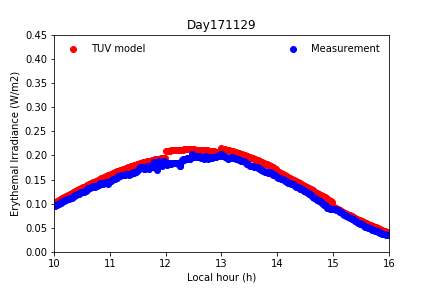 Day171129
TUV model
Measurement
Erythemal Irradiance (W/m2)
0.45
0.40
0.35
0.30
0.25
0.20
0.15
0.10
0.05
0.00
10 11 12 13 14 15 16
Local hour (h)